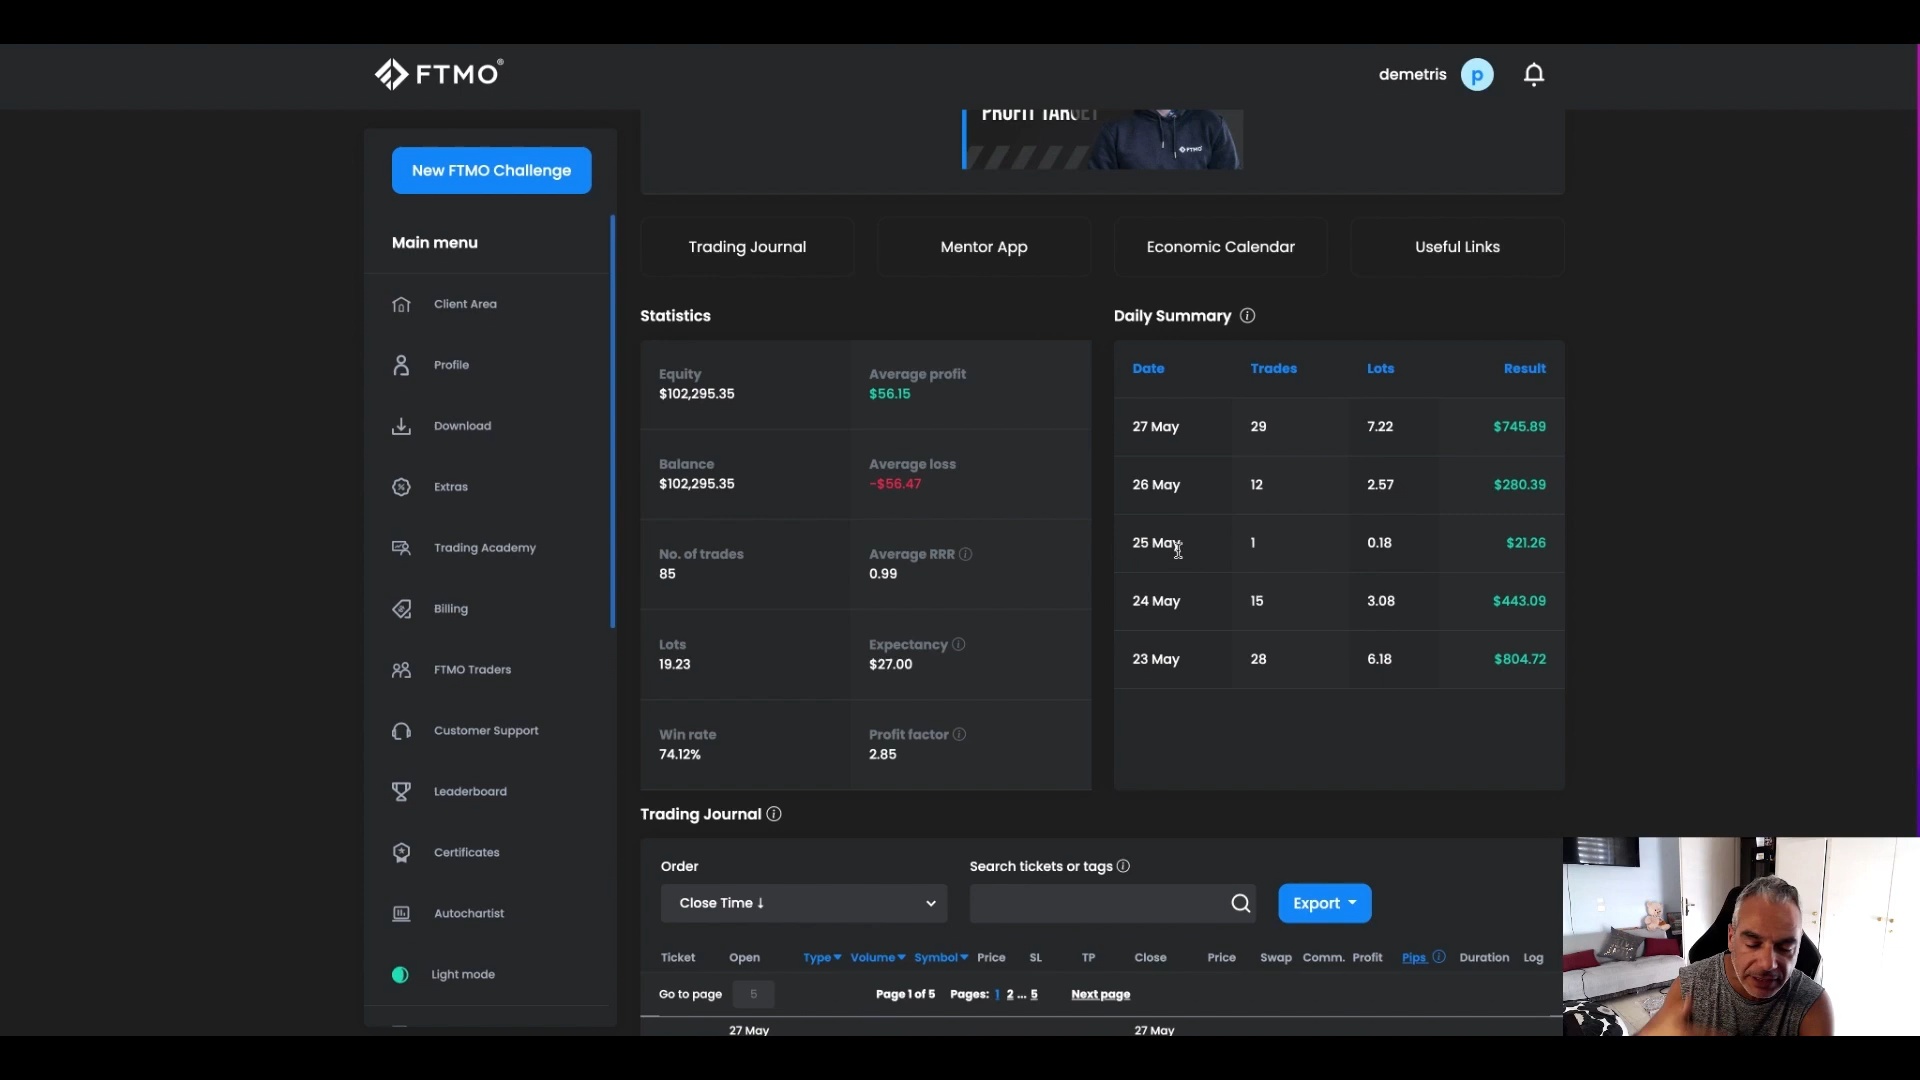 FTMO®
demetris
p
PROFIT TARGET
FTMO
New FTMO Challenge
Main menu
Client Area
Profile
Download
Extras
Trading Academy
Billing
FTMO Traders
Customer Support
Leaderboard
Certificates
Autochartist
Light mode
Trading Journal
Mentor App
Economic Calendar
Useful Links
Statistics
Equity
$102,295.35
Average profit
$56.15
Balance
$102,295.35
Average loss
-$56.47
No. of trades
85
Average RRR
0.99
Lots
19.23
Expectancy
$27.00
Win rate
74.12%
Profit factor
2.85
Daily Summary
Date Trades Lots Result
27 May 29 7.22 $745.89
26 May 12 2.57 $280.39
25 May 1 0.18 $21.26
24 May 15 3.08 $443.09
23 May 28 6.18 $804.72
Trading Journal
Order
Close Time ↓
Search tickets or tags
Export
Ticket Open Type Volume Symbol Price SL TP Close Price Swap Comm. Profit Pips Duration Log
Go to page 5 Page 1 of 5 Pages: 1 2 ... 5 Next page
27 May 27 May